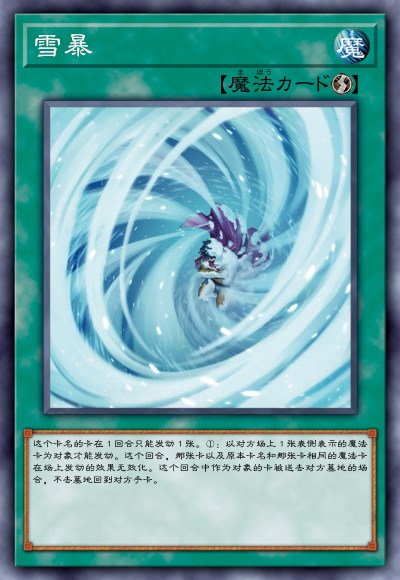 雪暴
魔
【魔法カード】
まほう
这个卡名的卡在1回合只能发动1张。①：以对方场上1张表侧表示的魔法
卡为对象才能发动。这个回合，那张卡以及原本卡名和那张卡相同的魔法卡
在场上发动的效果无效化。这个回合中作为对象的卡被送去对方墓地的场
合，不去墓地回到对方手卡。